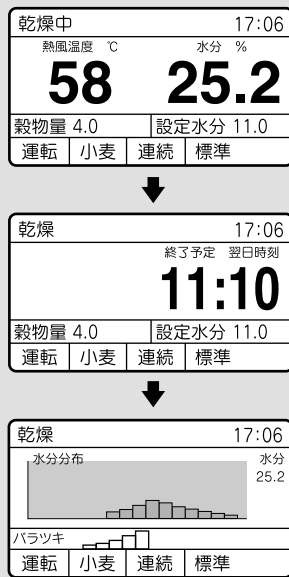 乾燥中 17:06
熱風温度 ℃ 水分 %
58 25.2
穀物量 4.0 設定水分 11.0
運転 小麦 連続 標準
乾燥 17:06
終了予定 翌日時刻
11:10
穀物量 4.0 設定水分 11.0
運転 小麦 連続 標準
乾燥 17:06
水分分布 水分
25.2
バラツキ
運転 小麦 連続 標準